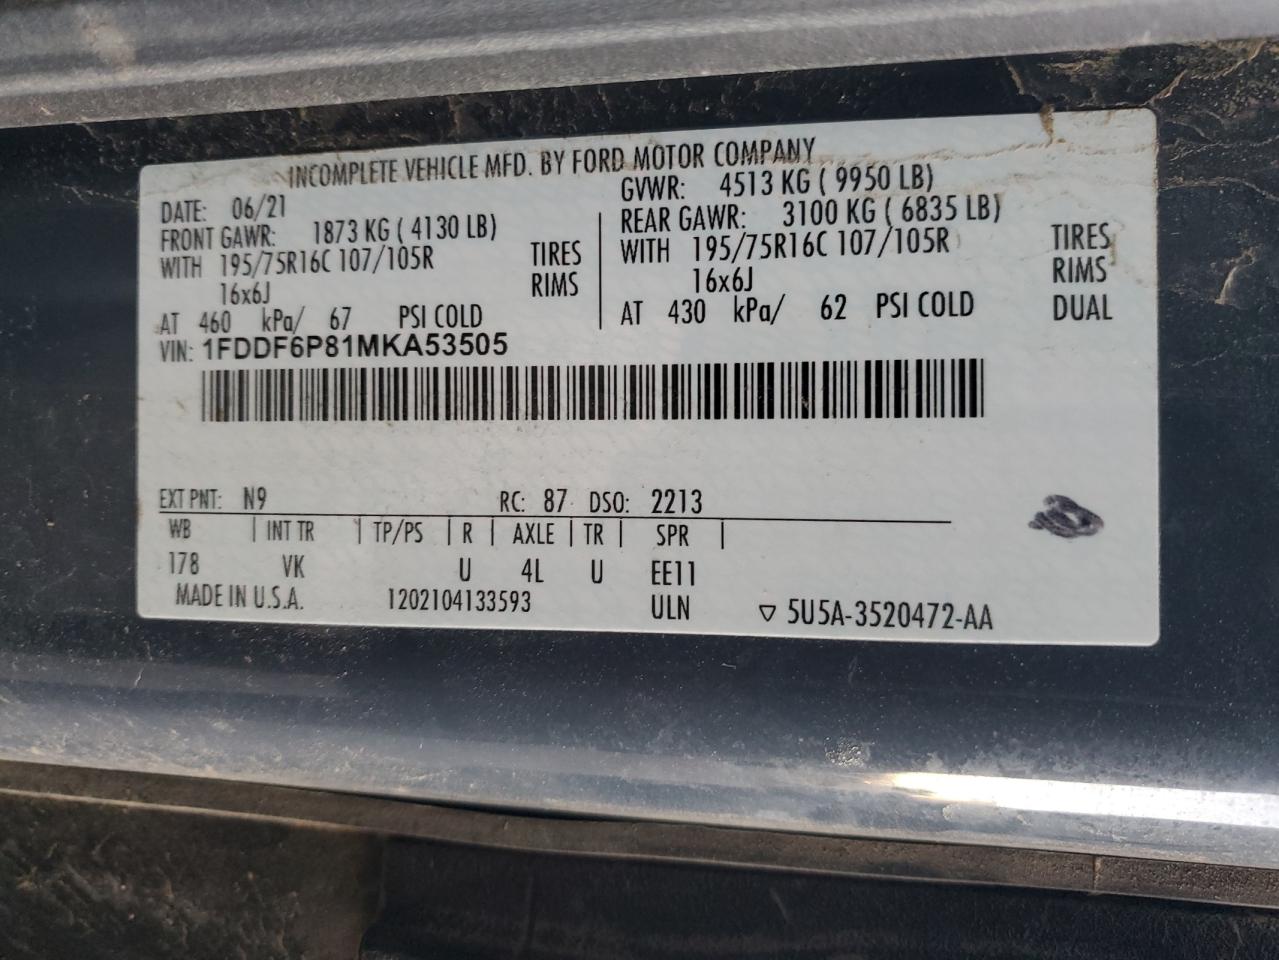 INCOMPLETE VEHICLE MFD. BY FORD MOTOR COMPANY
DATE: 06/21 GVWR: 4513 KG ( 9950 LB)
FRONT GAWR: 1873 KG ( 4130 LB) REAR GAWR: 3100 KG ( 6835 LB)
WITH 195/75R16C 107/105R TIRES WITH 195/75R16C 107/105R TIRES
16x6J RIMS 16x6J RIMS
AT 460 kPa/ 67 PSI COLD AT 430 kPa/ 62 PSI COLD DUAL
VIN: 1FDDF6P81MKA53505
EXT PNT: N9 RC: 87 DSO: 2213
WB | INT TR | TP/PS | R | AXLE | TR | SPR |
178 VK U 4L U EE11
MADE IN U.S.A. 1202104133593 ULN ▽ 5U5A-3520472-AA